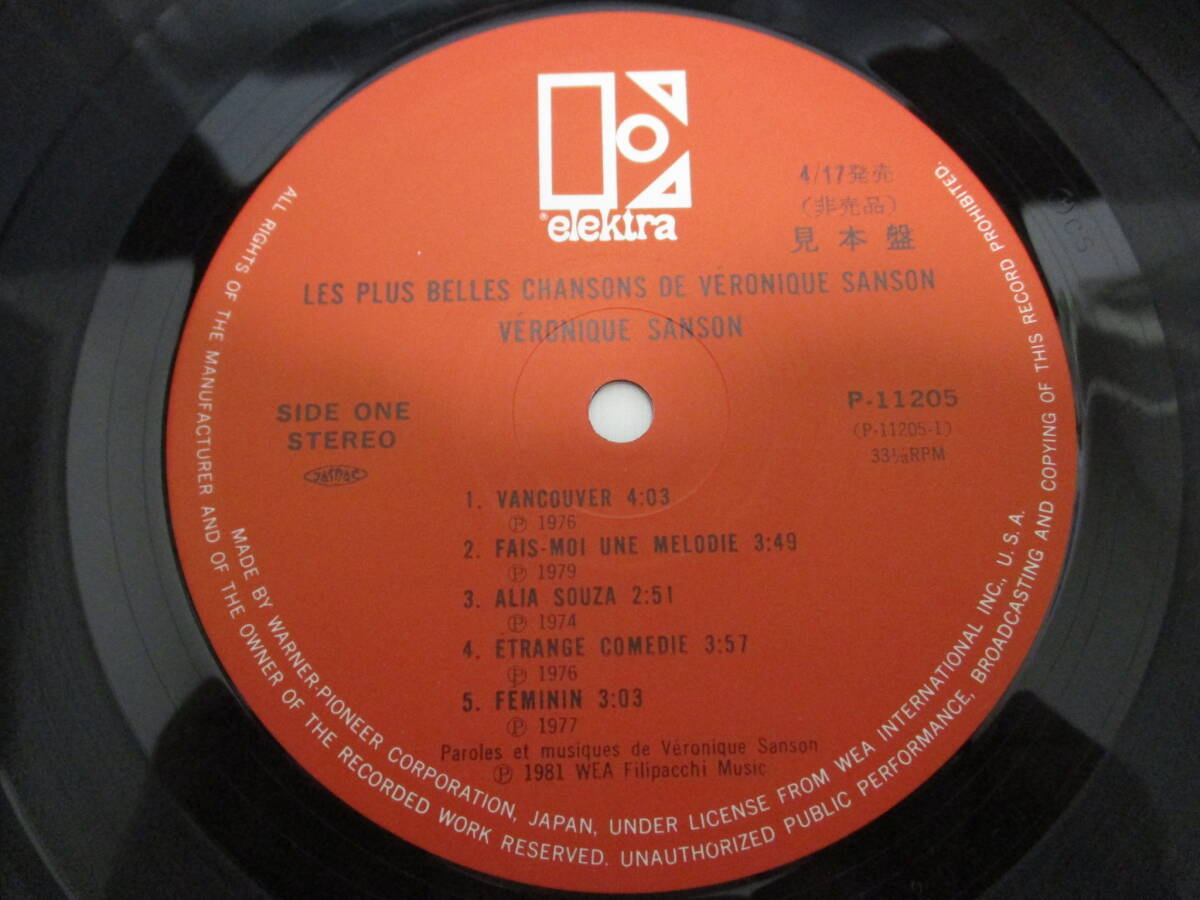 elektra
4/17発売
(非売品)
見本盤
LES PLUS BELLES CHANSONS DE VÉRONIQUE SANSON
VÉRONIQUE SANSON
SIDE ONE
STEREO
JASRAC
P-11205
(P-11205-1)
33⅓RPM
1. VANCOUVER 4:03
Ⓟ 1976
2. FAIS-MOI UNE MELODIE 3:49
Ⓟ 1979
3. ALIA SOUZA 2:51
Ⓟ 1974
4. ÉTRANGE COMEDIE 3:57
Ⓟ 1976
5. FÉMININ 3:03
Ⓟ 1977
Paroles et musiques de Véronique Sanson
Ⓟ 1981 WEA Filipacchi Music
ALL RIGHTS OF THE MANUFACTURER AND OF THE OWNER OF THE RECORDED WORK RESERVED. UNAUTHORIZED PUBLIC PERFORMANCE, BROADCASTING AND COPYING OF THIS RECORD PROHIBITED.
MADE BY WARNER-PIONEER CORPORATION, JAPAN, UNDER LICENSE FROM WEA INTERNATIONAL INC., U.S.A.